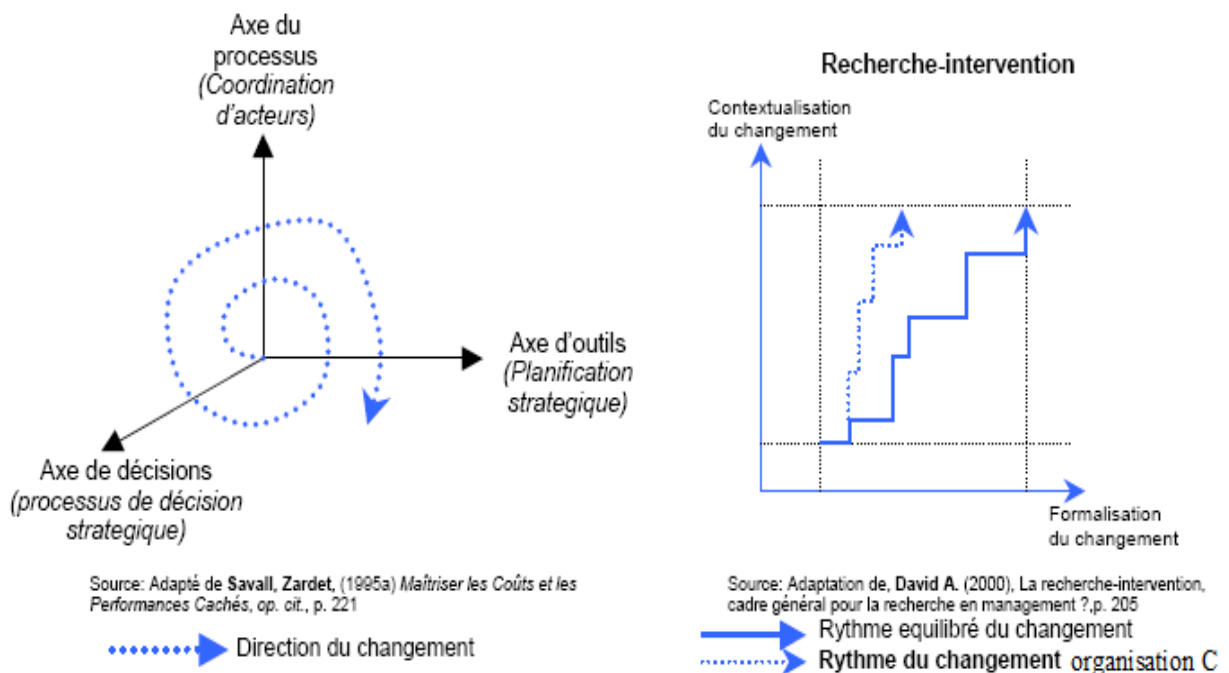 Axe du
processus
(Coordination
d'acteurs)
Axe d'outils
(Planification
strategique)
Axe de décisions
(processus de décision
strategique)
Source: Adapté de Savall, Zardet, (1995a) Maîtriser les Coûts et les
Performances Cachés, op. cit., p. 221
Direction du changement
Recherche-intervention
Contextualisation
du changement
Formalisation
du changement
Source: Adaptation de, David A. (2000), La recherche-intervention,
cadre général pour la recherche en management ?,p. 205
Rythme equilibré du changement
Rythme du changement organisation C